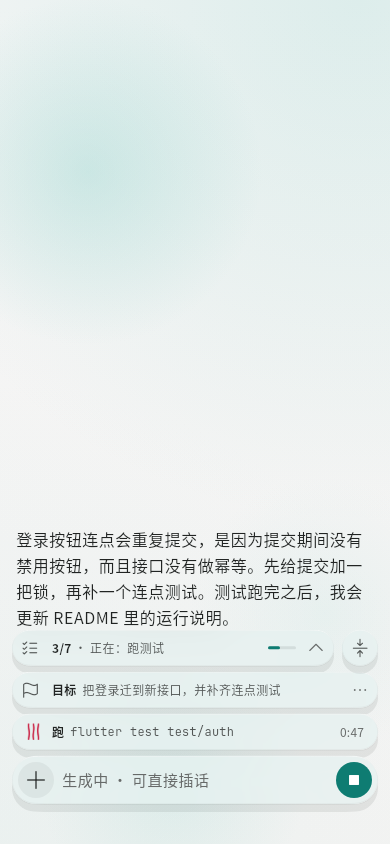 登录按钮连点会重复提交，是因为提交期间没有
禁用按钮，而且接口没有做幂等。先给提交加一
把锁，再补一个连点测试。测试跑完之后，我会
更新 README 里的运行说明。
3/7 · 正在：跑测试
目标 把登录迁到新接口，并补齐连点测试
跑 flutter test test/auth 0:47
生成中 · 可直接插话